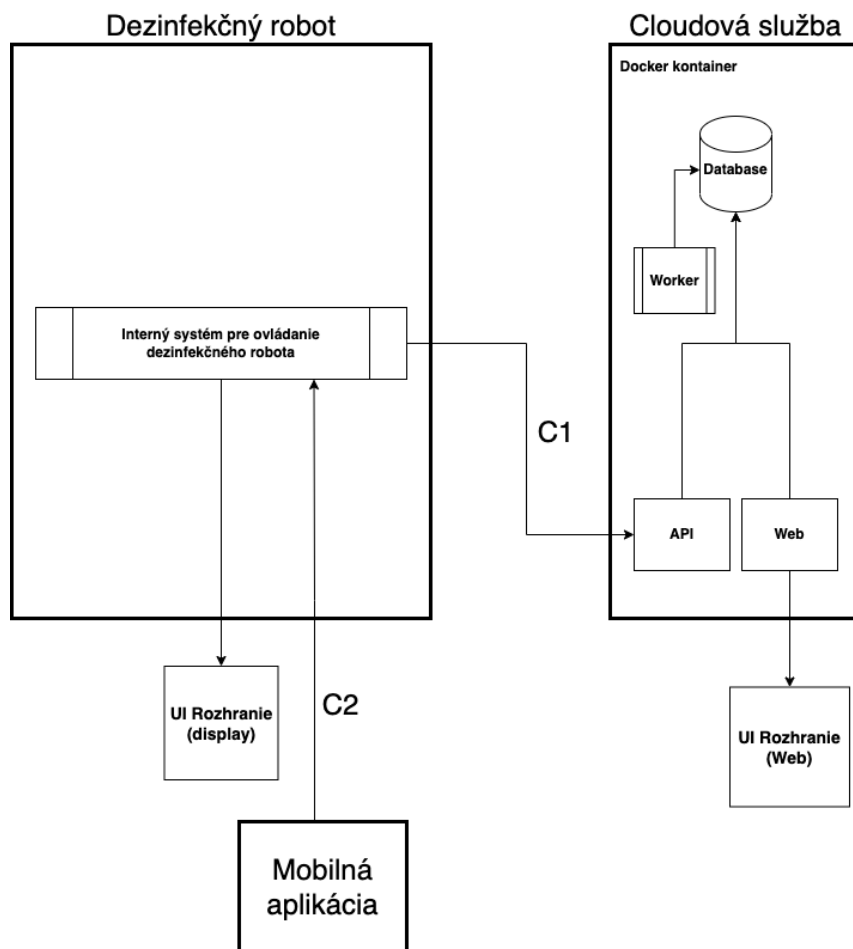 Dezinfekčný robot
Cloudová služba
Docker kontainer
Database
Worker
Interný systém pre ovládanie
dezinfekčného robota
C1
API
Web
UI Rozhranie
(display)
C2
UI Rozhranie
(Web)
Mobilná
aplikácia